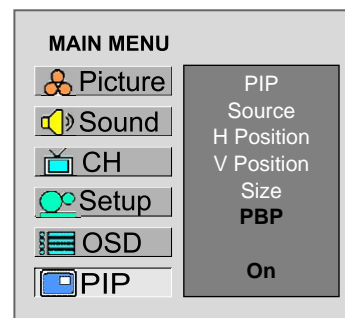 MAIN MENU
Picture
Sound
CH
Setup
OSD
PIP
PIP
Source
H Position
V Position
Size
PBP
On